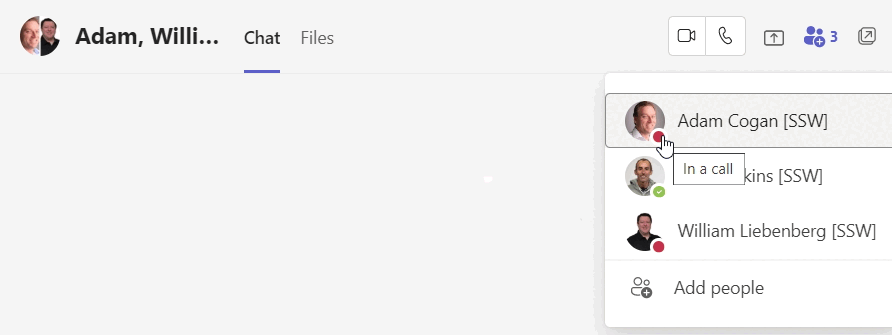 Adam, Willi...
Chat
Files
3
Adam Cogan [SSW]
In a call
kins [SSW]
William Liebenberg [SSW]
Add people